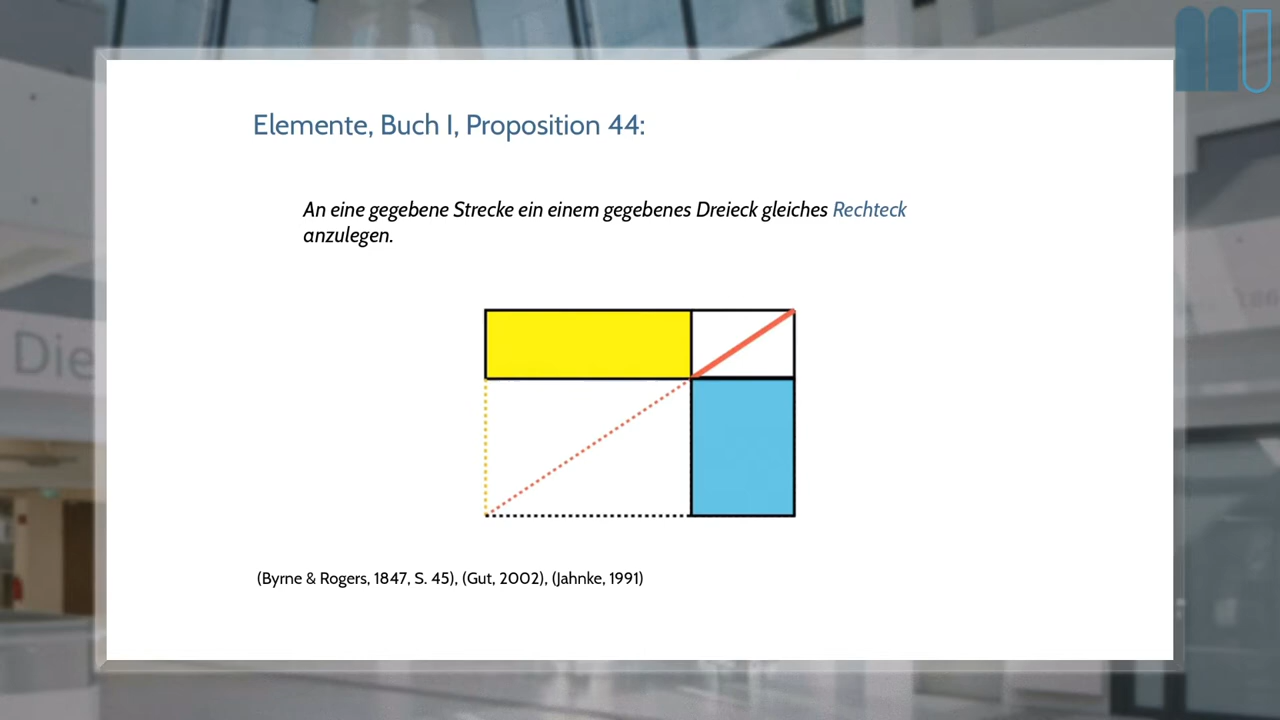 Elemente, Buch I, Proposition 44:
An eine gegebene Strecke ein einem gegebenes Dreieck gleiches Rechteck
anzulegen.
Die
(Byrne & Rogers, 1847, S. 45), (Gut, 2002), (Jahnke, 1991)